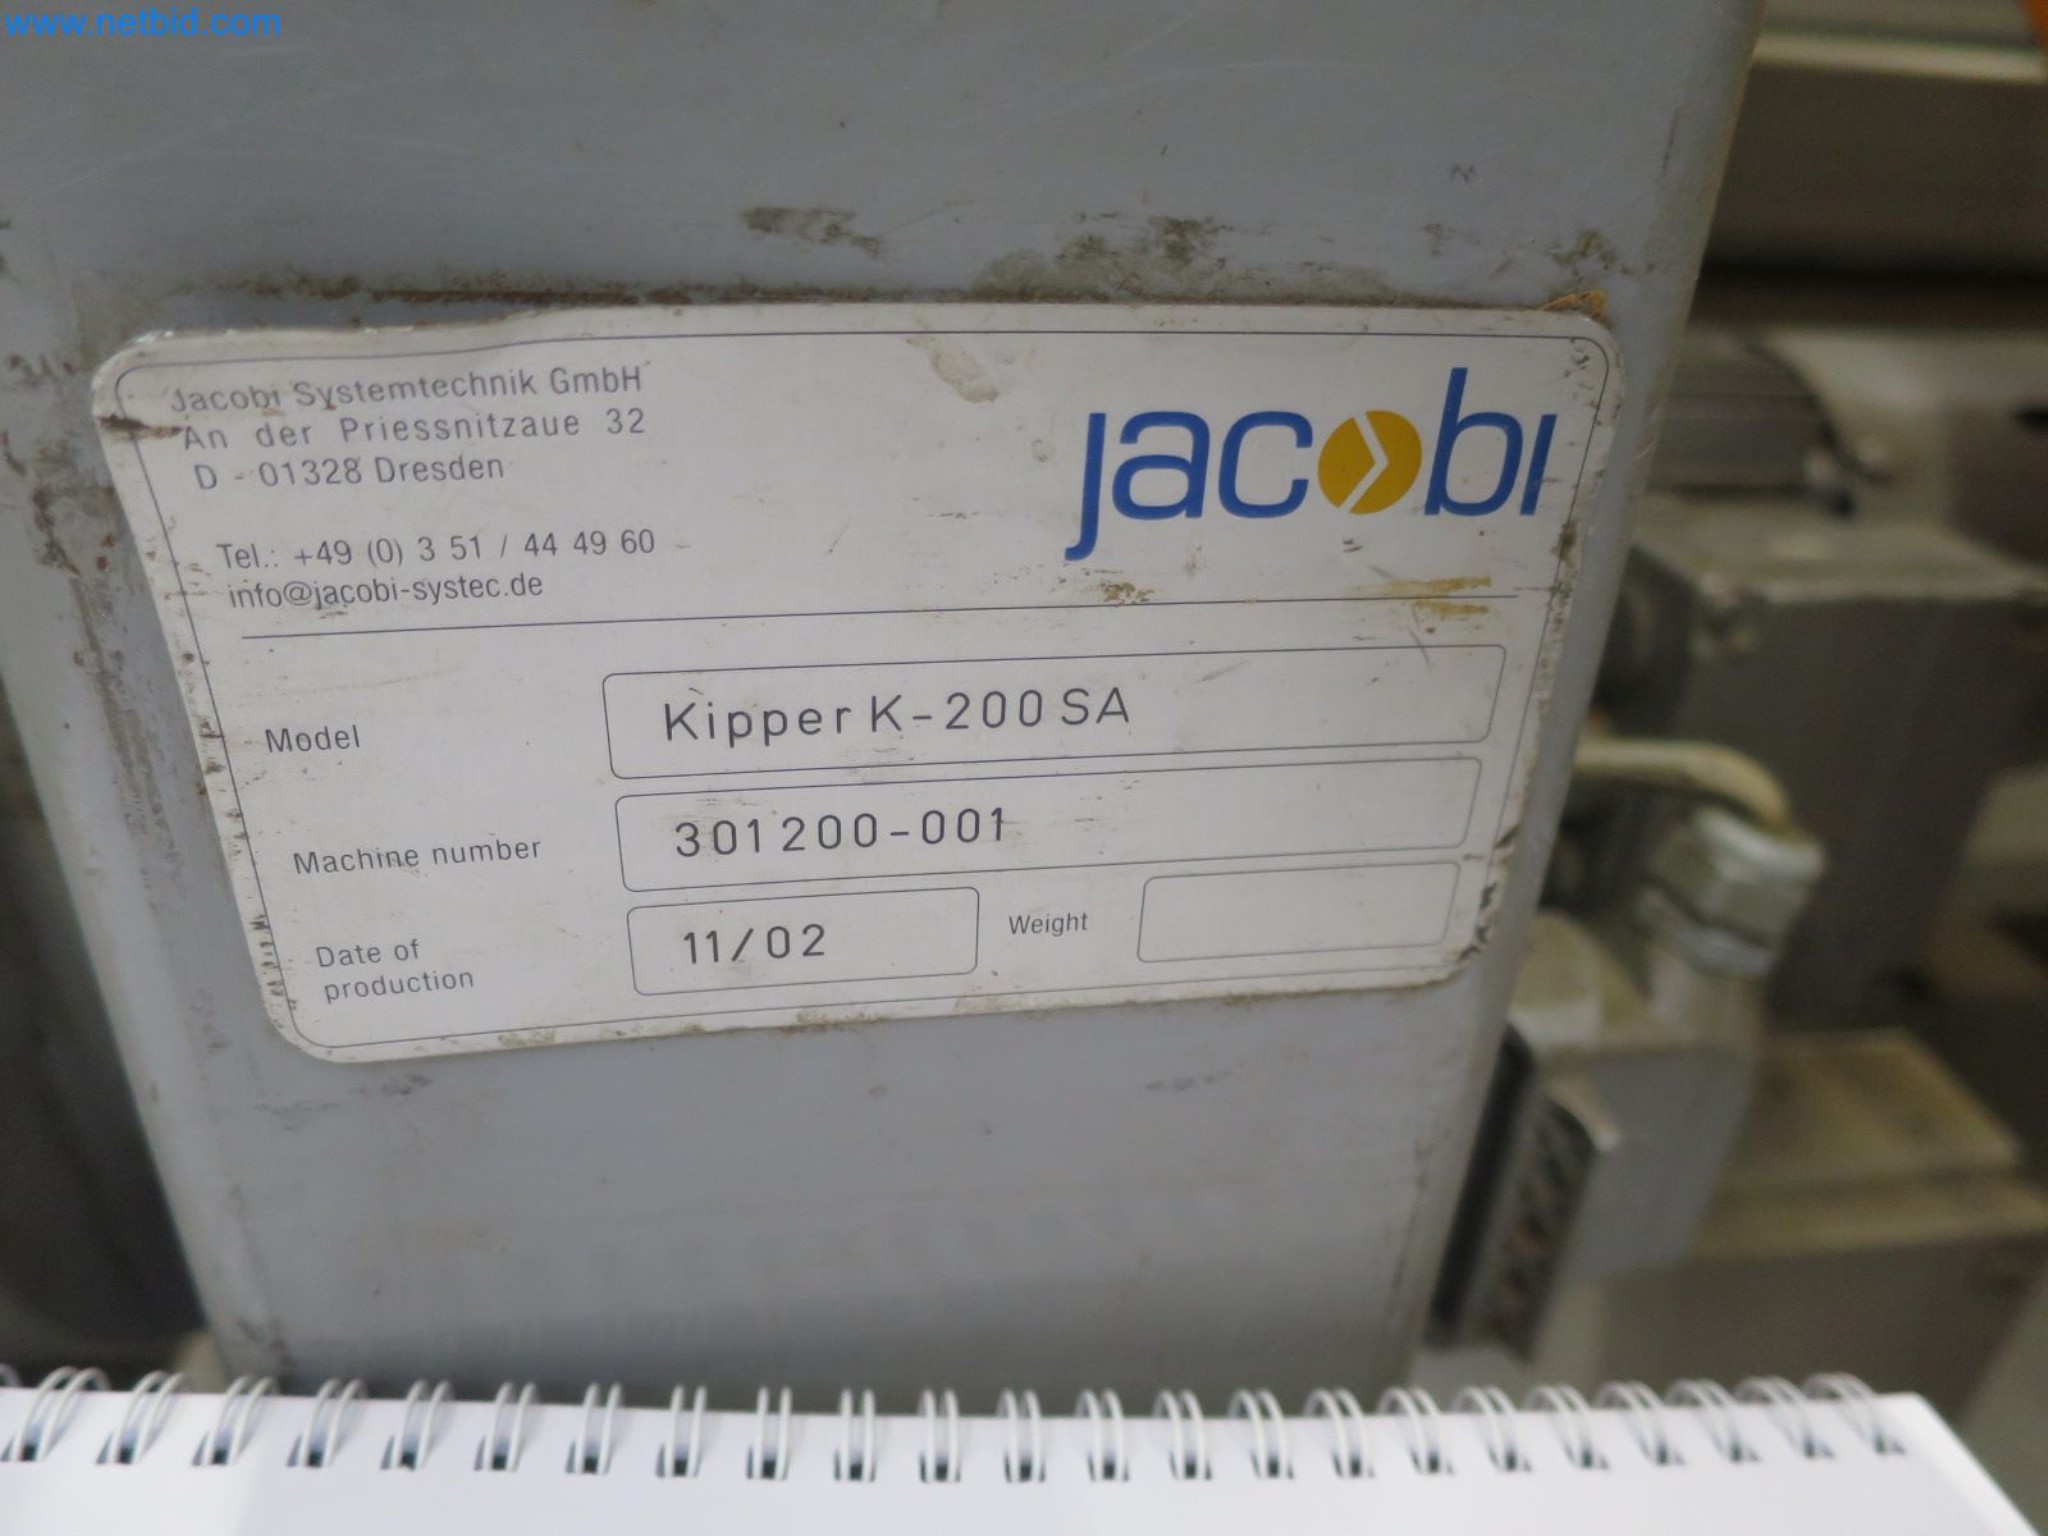 www.netbid.com
Jacobi Systemtechnik GmbH
An der Priessnitzaue 32
D - 01328 Dresden
Tel.: +49 (0) 3 51 / 44 49 60
info@jacobi-systec.de
jacobi
Model Kipper K-200 SA
Machine number 301200-001
Date of
production 11/02 Weight